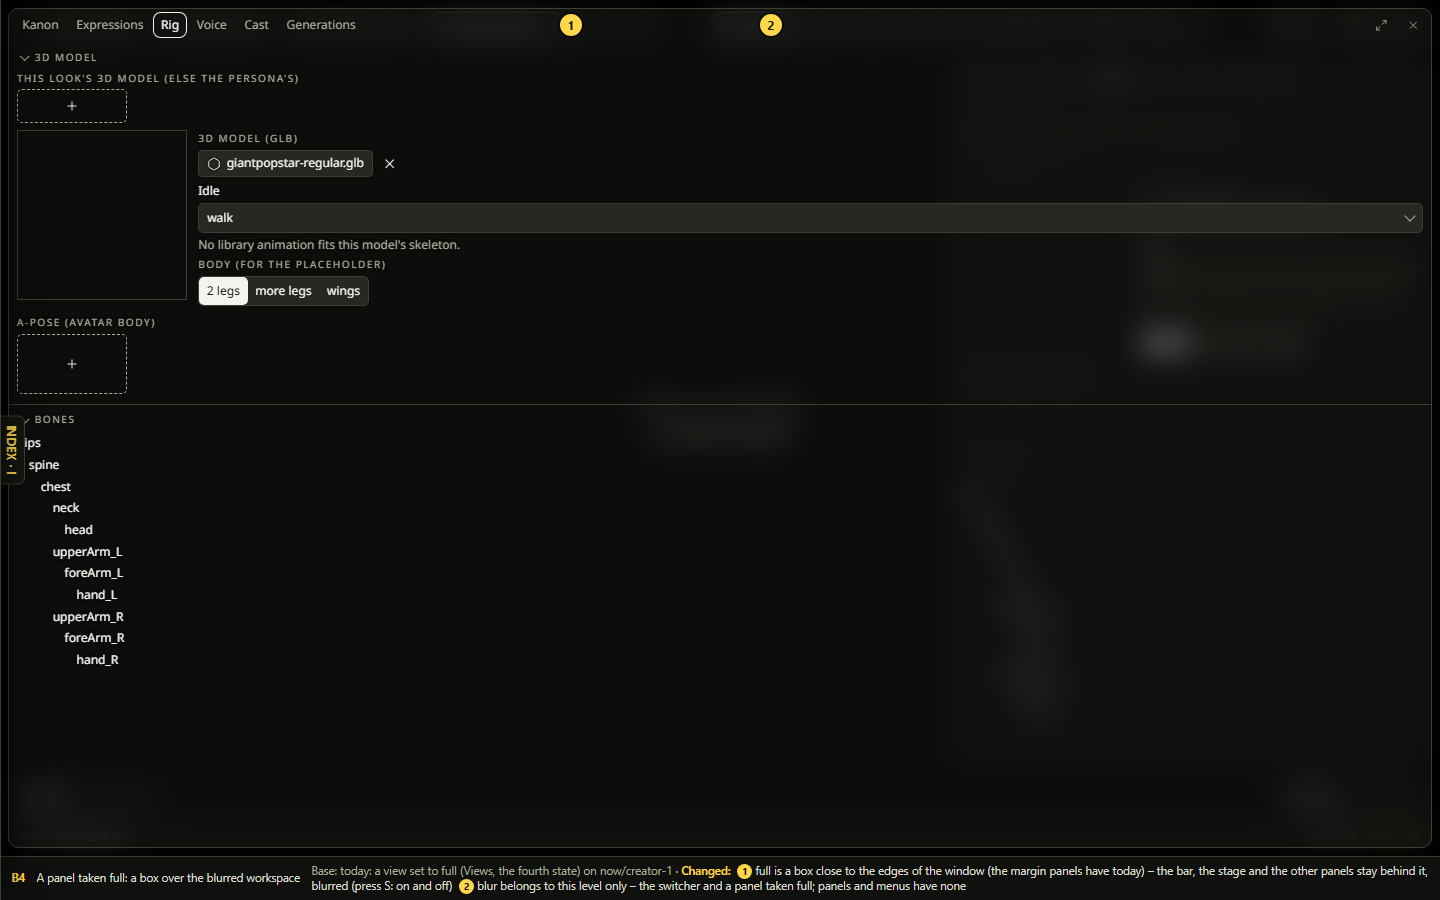 Kanon Expressions Rig Voice Cast Generations 1 2
3D MODEL
THIS LOOK'S 3D MODEL (ELSE THE PERSONA'S)
+
3D MODEL (GLB)
giantpopstar-regular.glb
Idle
walk
No library animation fits this model's skeleton.
BODY (FOR THE PLACEHOLDER)
2 legs more legs wings
A-POSE (AVATAR BODY)
+
BONES
INDEX · I
ips
spine
chest
neck
head
upperArm_L
foreArm_L
hand_L
upperArm_R
foreArm_R
hand_R
B4 A panel taken full: a box over the blurred workspace
Base: today: a view set to full (Views, the fourth state) on now/creator-1 · Changed: 1 full is a box close to the edges of the window (the margin panels have today) – the bar, the stage and the other panels stay behind it,
blurred (press S: on and off) 2 blur belongs to this level only – the switcher and a panel taken full; panels and menus have none